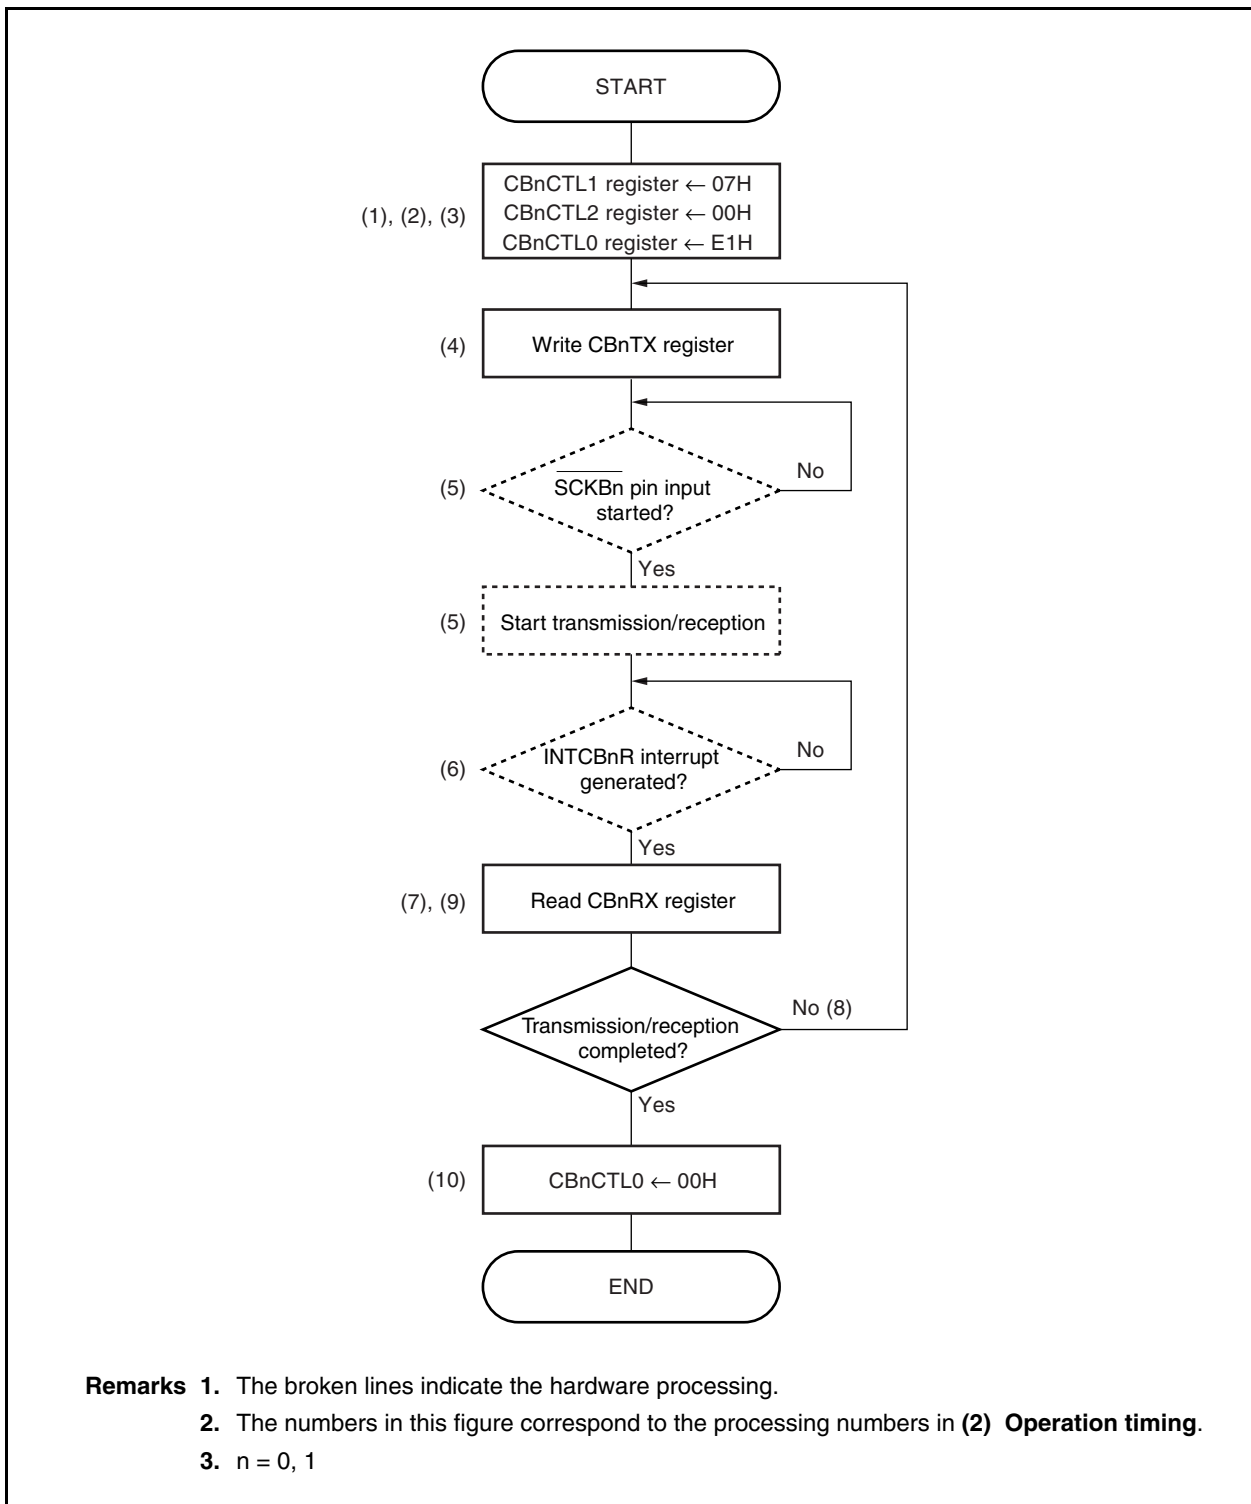 START
(1), (2), (3)
CBnCTL1 register ← 07H
CBnCTL2 register ← 00H
CBnCTL0 register ← E1H
(4)
Write CBnTX register
(5)
SCKBn pin input
started?
No
Yes
(5)
Start transmission/reception
(6)
INTCBnR interrupt
generated?
No
Yes
(7), (9)
Read CBnRX register
Transmission/reception
completed?
No (8)
Yes
(10)
CBnCTL0 ← 00H
END
Remarks 1. The broken lines indicate the hardware processing.
2. The numbers in this figure correspond to the processing numbers in (2) Operation timing.
3. n = 0, 1